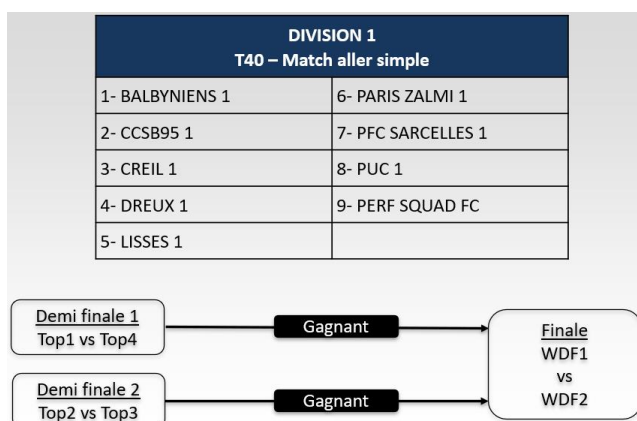 DIVISION 1
T40 – Match aller simple
1- BALBYNIENS 1
6- PARIS ZALMI 1
2- CCSB95 1
7- PFC SARCELLES 1
3- CREIL 1
8- PUC 1
4- DREUX 1
9- PERF SQUAD FC
5- LISSES 1
Demi finale 1
Top1 vs Top4
Gagnant
Finale
WDF1
vs
WDF2
Demi finale 2
Top2 vs Top3
Gagnant